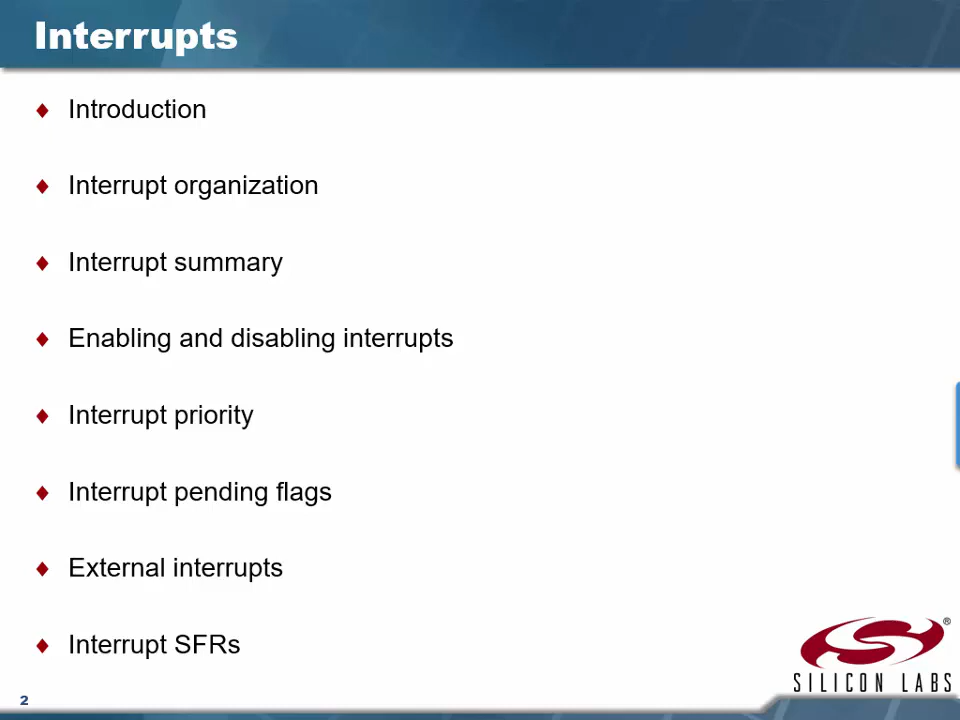 Interrupts
♦ Introduction
♦ Interrupt organization
♦ Interrupt summary
♦ Enabling and disabling interrupts
♦ Interrupt priority
♦ Interrupt pending flags
♦ External interrupts
♦ Interrupt SFRs
®
SILICON LABS
2